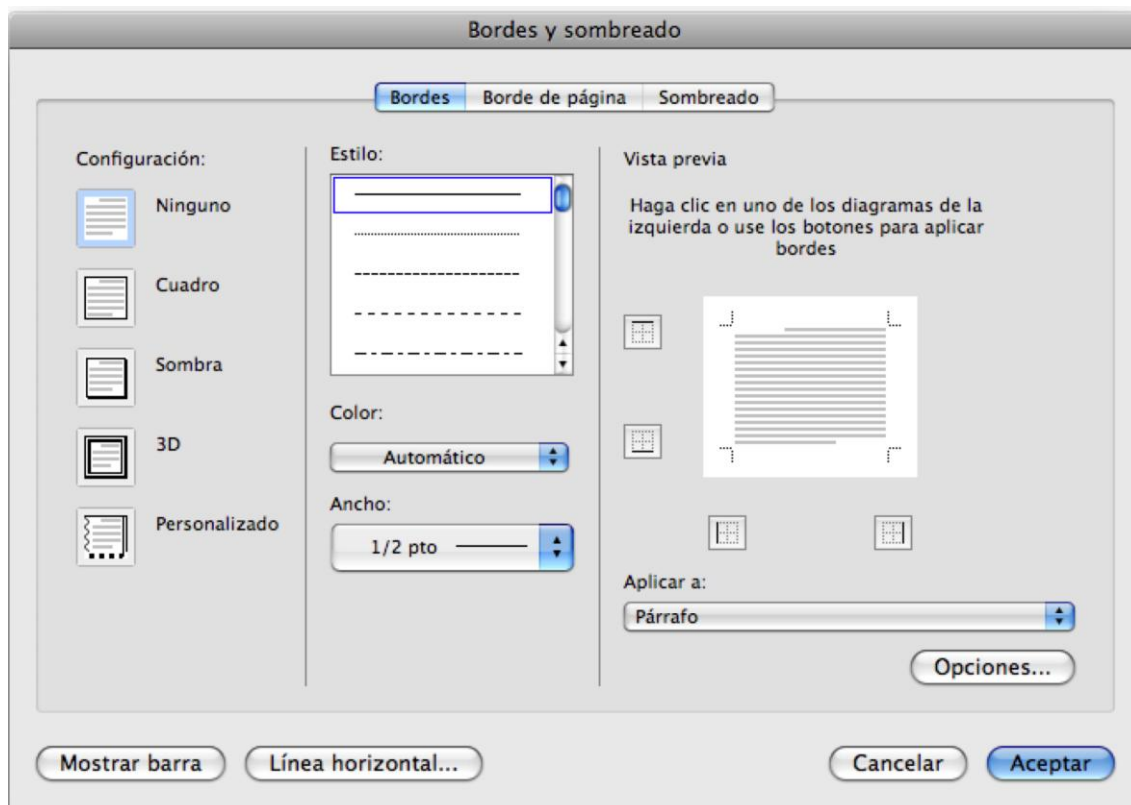 Bordes y sombreado
Bordes
Borde de página
Sombreado
Configuración:
Ninguno
Cuadro
Sombra
3D
Personalizado
Estilo:
Color:
Automático
Ancho:
1/2 pto
Vista previa
Haga clic en uno de los diagramas de la
izquierda o use los botones para aplicar
bordes
Aplicar a:
Párrafo
Opciones...
Mostrar barra
Línea horizontal...
Cancelar
Aceptar